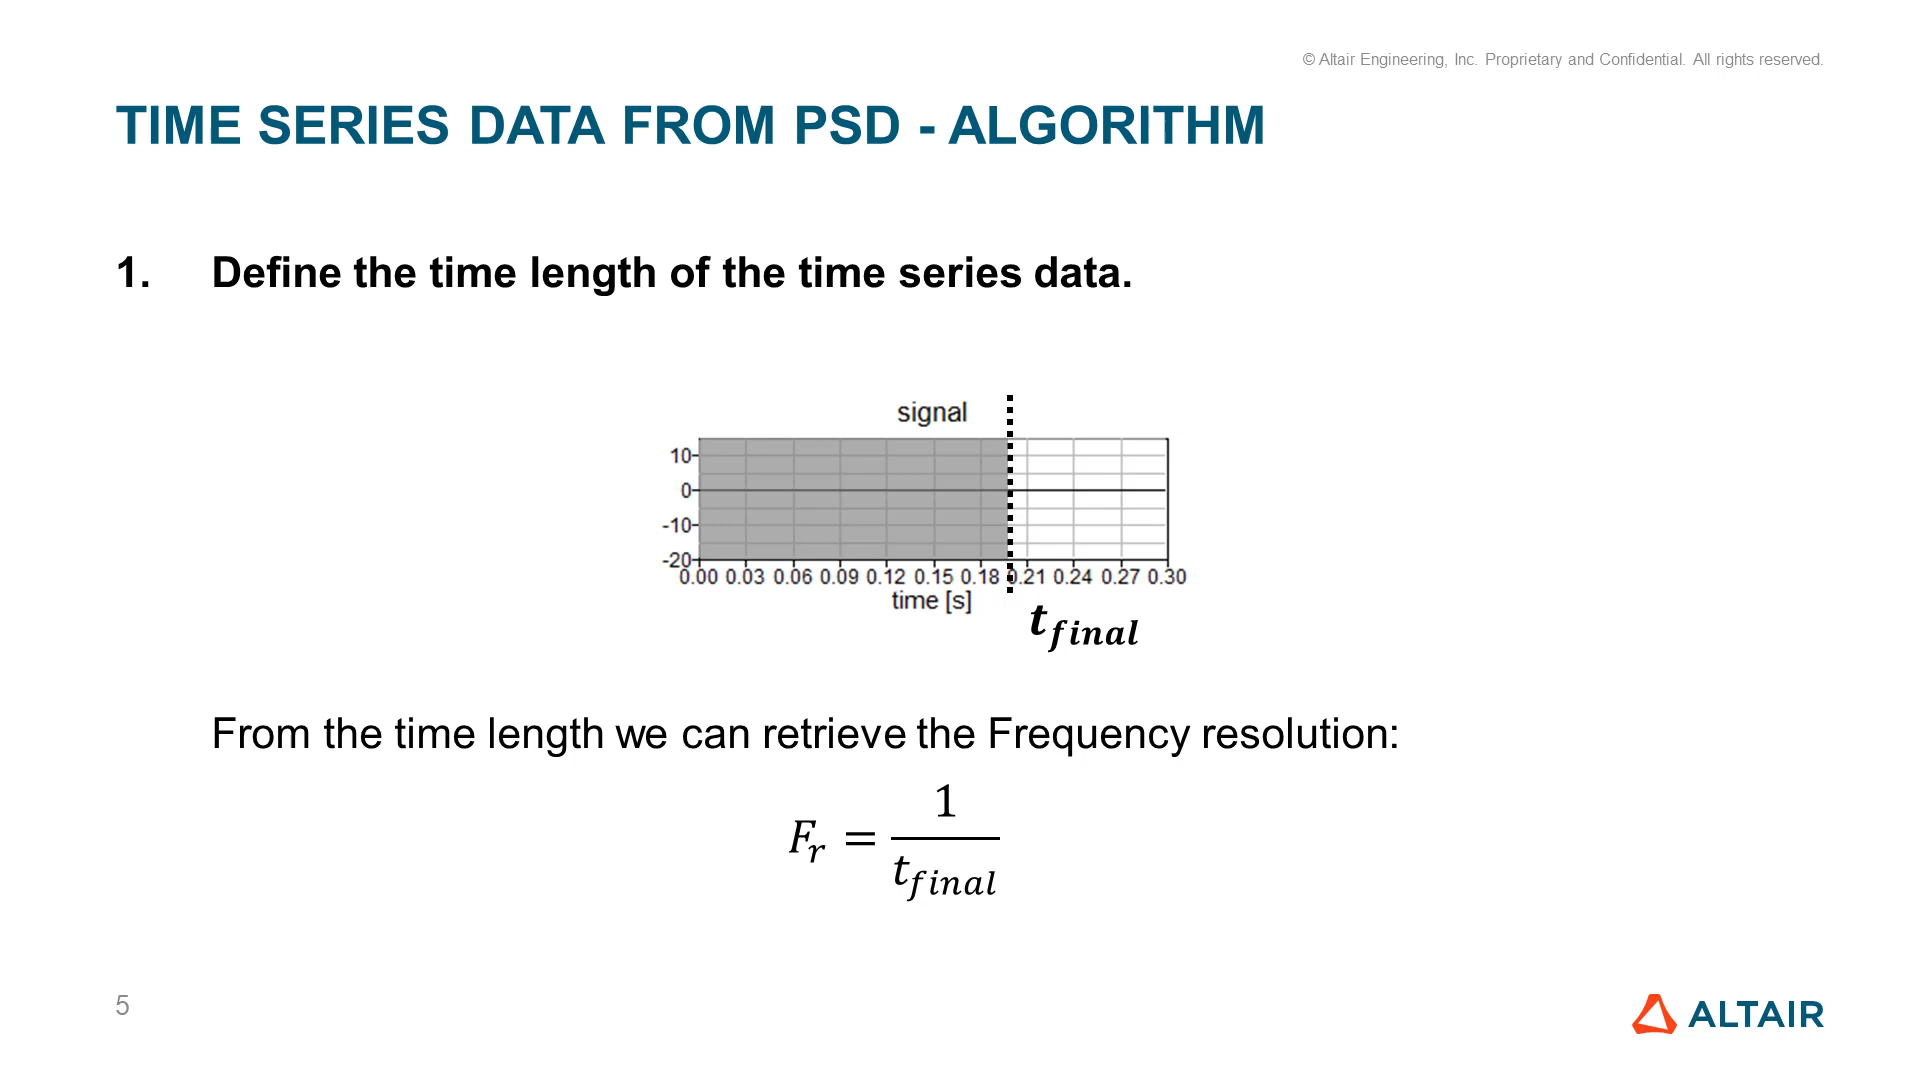 © Altair Engineering, Inc. Proprietary and Confidential. All rights reserved.
TIME SERIES DATA FROM PSD - ALGORITHM
1. Define the time length of the time series data.
signal
10
0
-10
-20
0.00 0.03 0.06 0.09 0.12 0.15 0.18 0.21 0.24 0.27 0.30
time [s]
t_final
From the time length we can retrieve the Frequency resolution:
F_r = 1 / t_final
5
ALTAIR